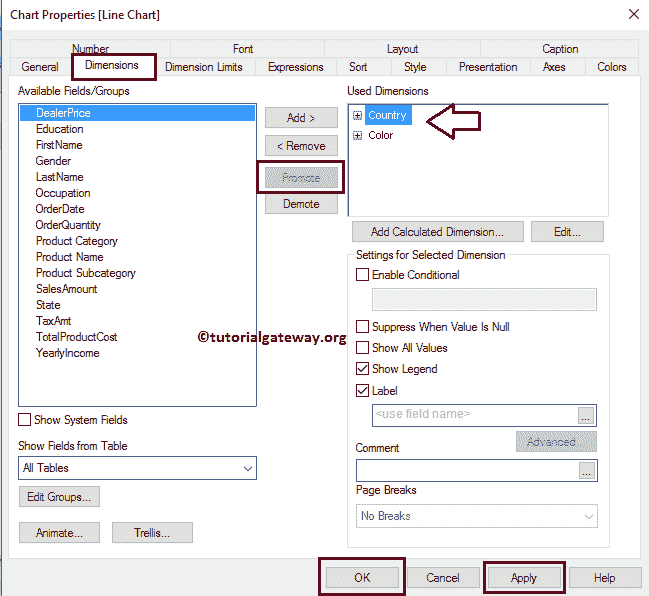 Chart Properties [Line Chart]
Number Font Layout Caption
General Dimensions Dimension Limits Expressions Sort Style Presentation Axes Colors
Available Fields/Groups
DealerPrice
Education
FirstName
Gender
LastName
Occupation
OrderDate
OrderQuantity
Product Category
Product Name
Product Subcategory
SalesAmount
State
TaxAmt
TotalProductCost
YearlyIncome
Show System Fields
Show Fields from Table
All Tables
Edit Groups...
Animate... Trellis...
Add >
< Remove
Promote
Demote
Used Dimensions
Country
Color
Add Calculated Dimension... Edit...
Settings for Selected Dimension
Enable Conditional
Suppress When Value Is Null
Show All Values
Show Legend
Label
<use field name> ...
Advanced...
Comment
...
Page Breaks
No Breaks
©tutorialgateway.org
OK Cancel Apply Help